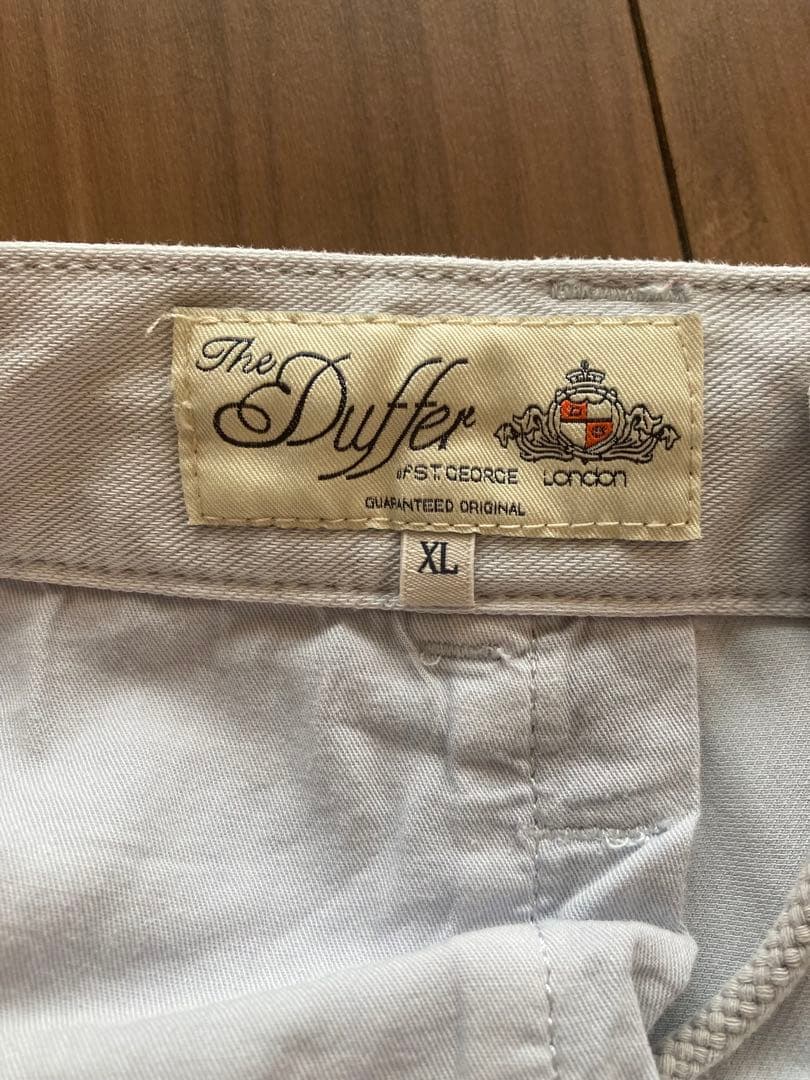 The Duffer
of ST. GEORGE London
GUARANTEED ORIGINAL
XL